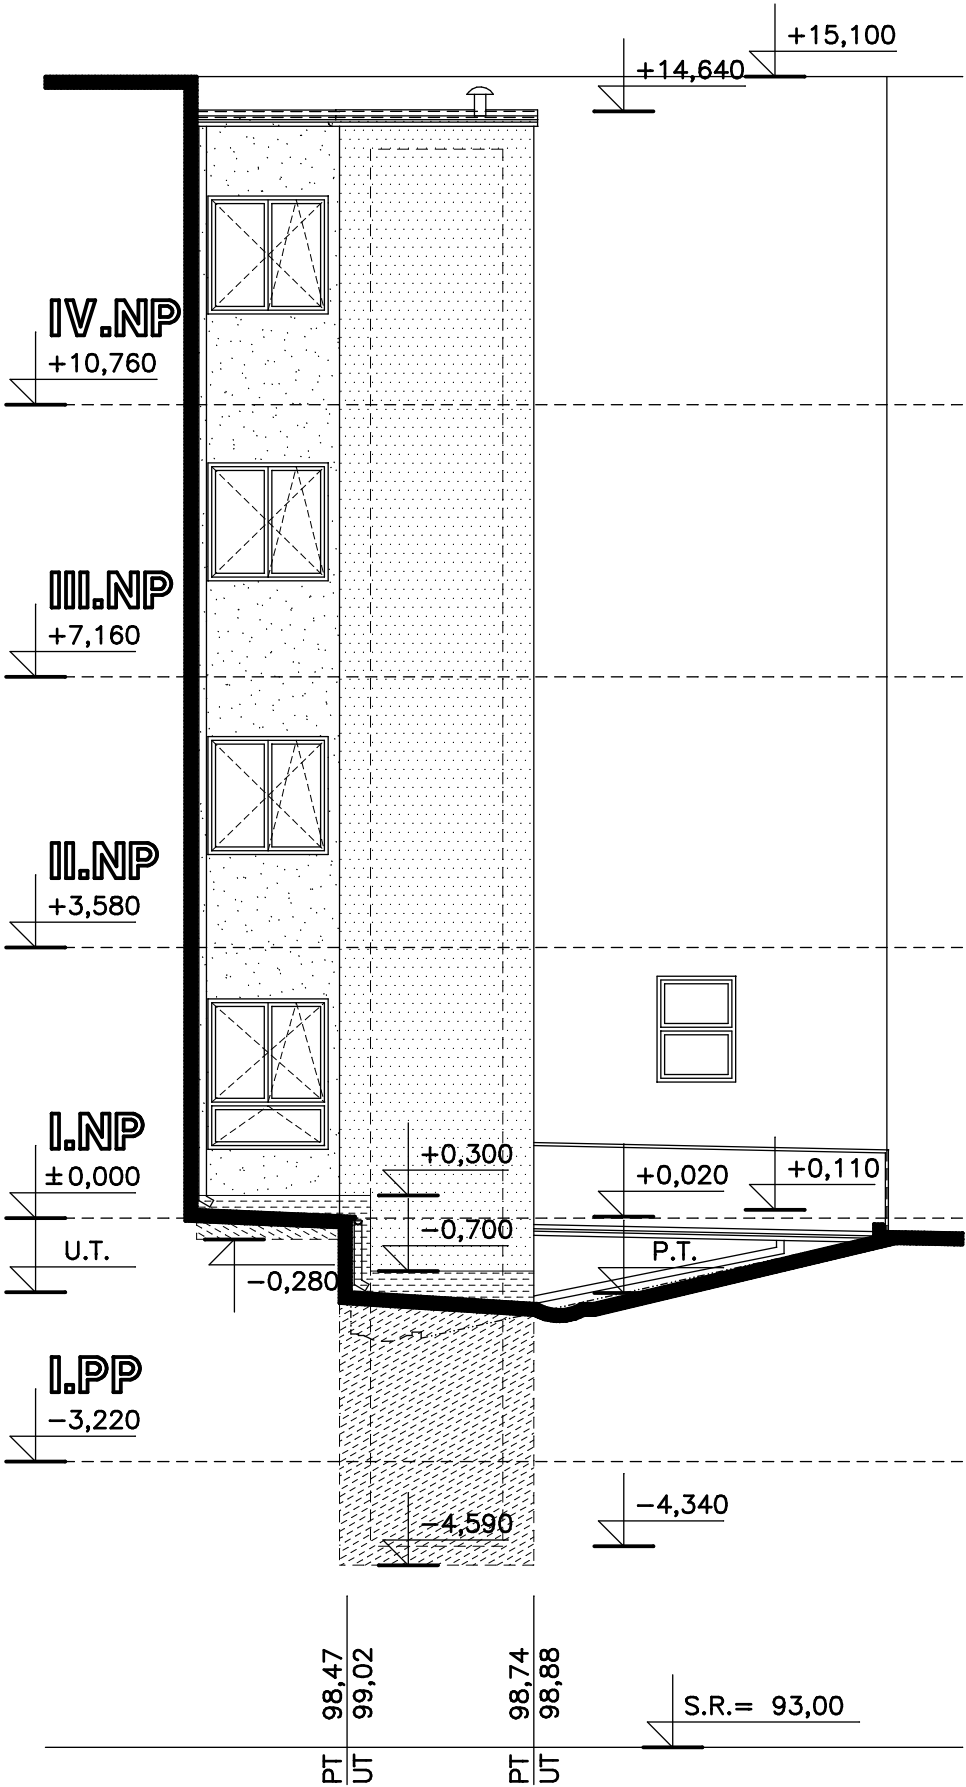 +15,100
+14,640
IV.NP
+10,760
III.NP
+7,160
II.NP
+3,580
I.NP
±0,000
+0,300
+0,020
+0,110
U.T.
-0,700
P.T.
-0,280
I.PP
-3,220
-4,590
-4,340
98,47
99,02
98,74
98,88
S.R.= 93,00
PT
UT
PT
UT